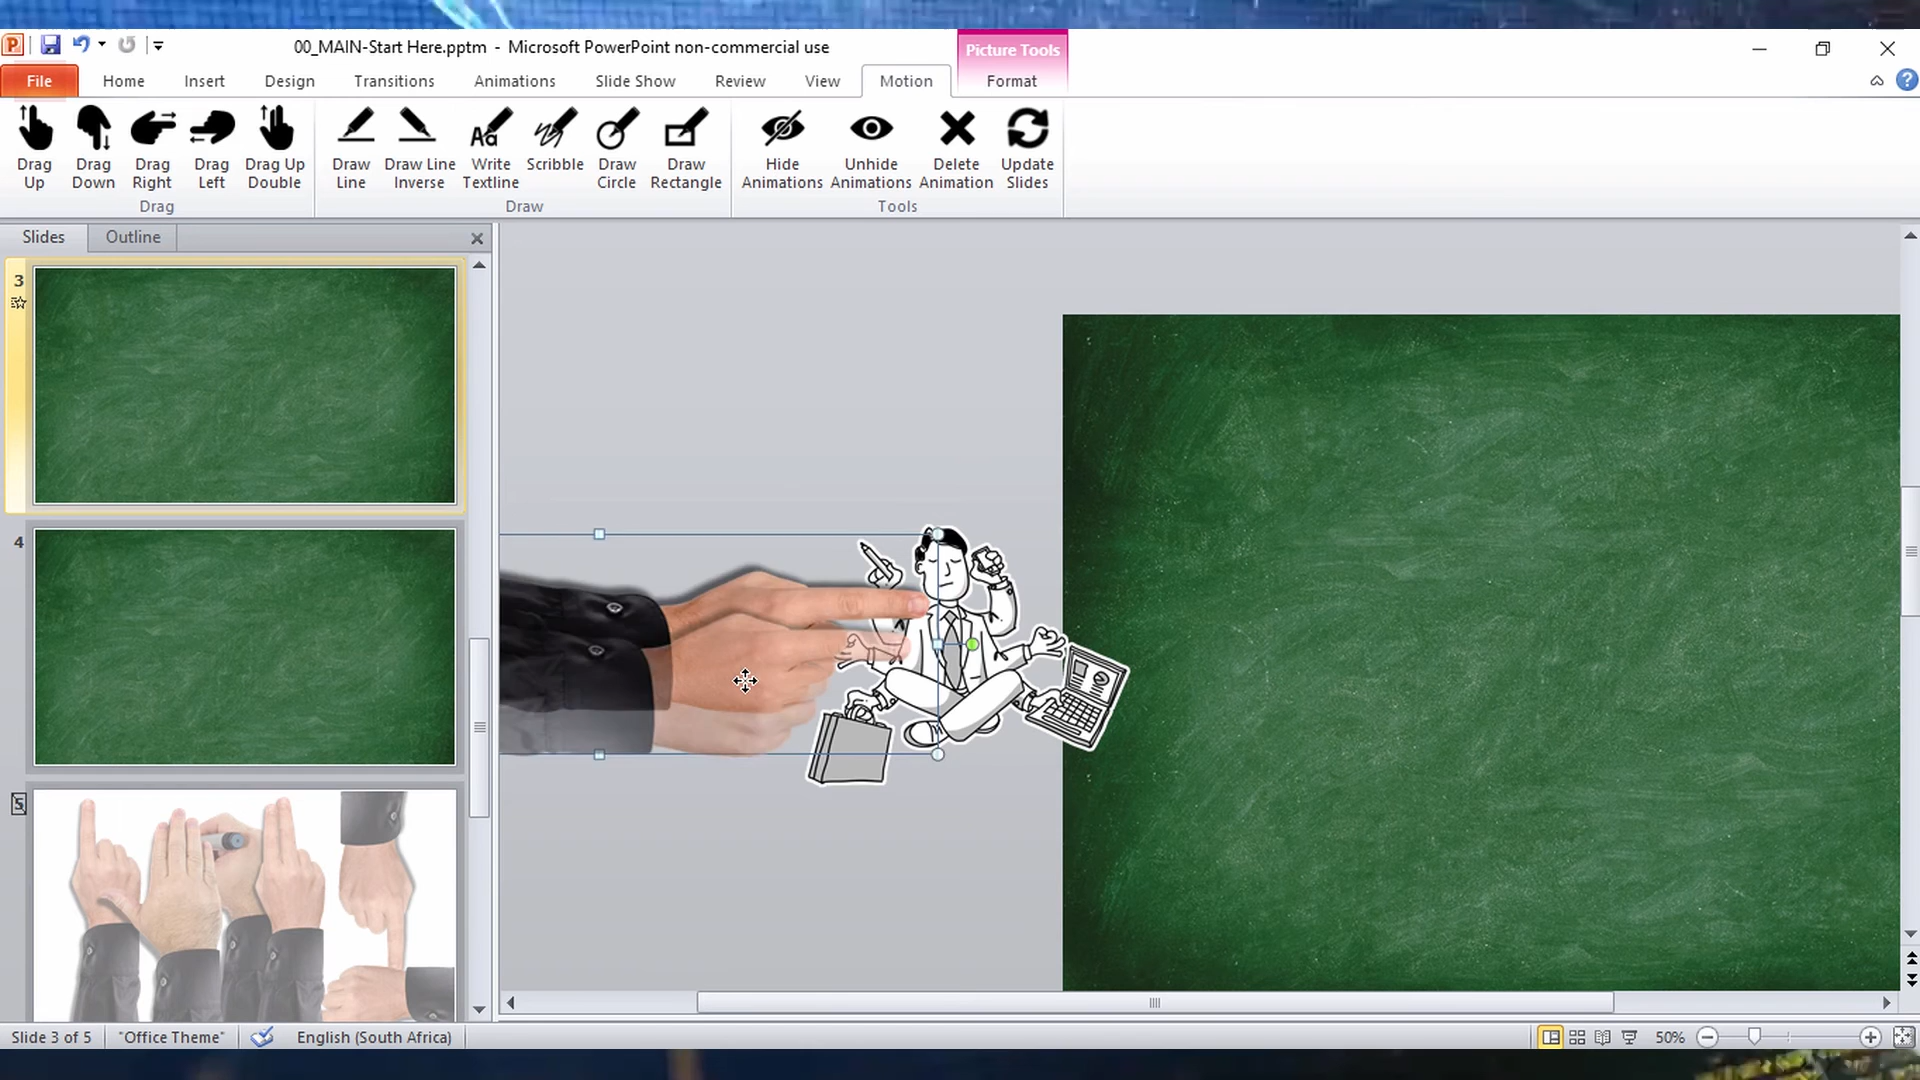 00_MAIN-Start Here.pptm - Microsoft PowerPoint non-commercial use
Picture Tools
File
Home
Insert
Design
Transitions
Animations
Slide Show
Review
View
Motion
Format
Drag Up
Drag Down
Drag Right
Drag Left
Drag Up Double
Draw Line
Draw Line Inverse
Write Textline
Scribble
Draw Circle
Draw Rectangle
Hide Animations
Unhide Animations
Delete Animation
Update Slides
Drag
Draw
Tools
Slides
Outline
3
4
5
Slide 3 of 5
"Office Theme"
English (South Africa)
50%